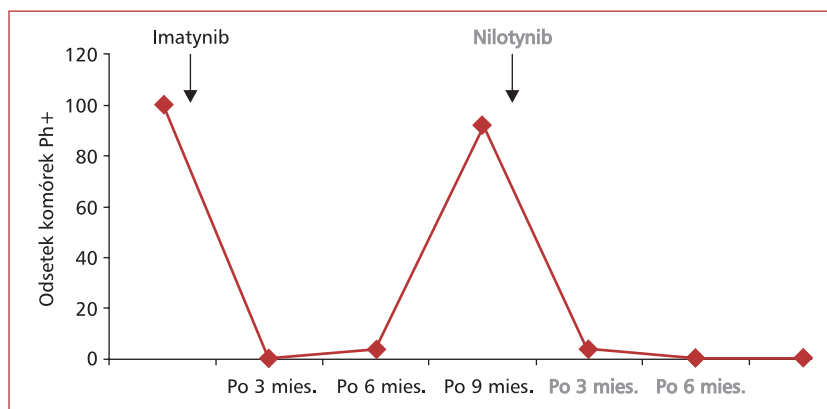 Imatynib Nilotynib
120
100
80
60
40
20
0
Odsetek komórek Ph+
Po 3 mies. Po 6 mies. Po 9 mies. Po 3 mies. Po 6 mies.